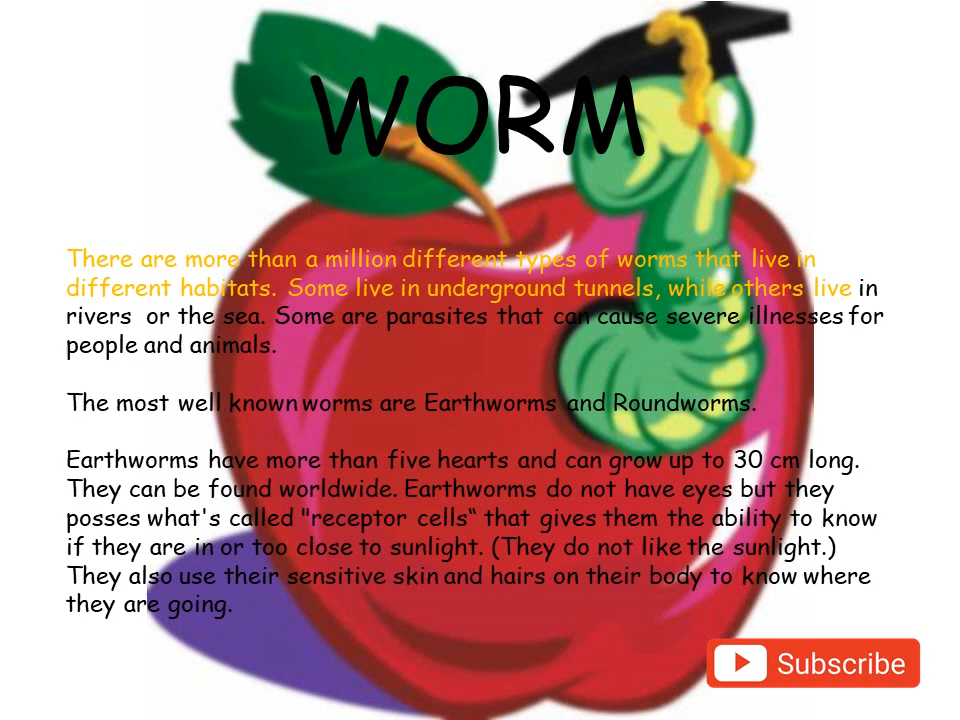 WORM
There are more than a million different types of worms that live in
different habitats. Some live in underground tunnels, while others live in
rivers or the sea. Some are parasites that can cause severe illnesses for
people and animals.
The most well known worms are Earthworms and Roundworms.
Earthworms have more than five hearts and can grow up to 30 cm long.
They can be found worldwide. Earthworms do not have eyes but they
posses what's called "receptor cells“ that gives them the ability to know
if they are in or too close to sunlight. (They do not like the sunlight.)
They also use their sensitive skin and hairs on their body to know where
they are going.
Subscribe